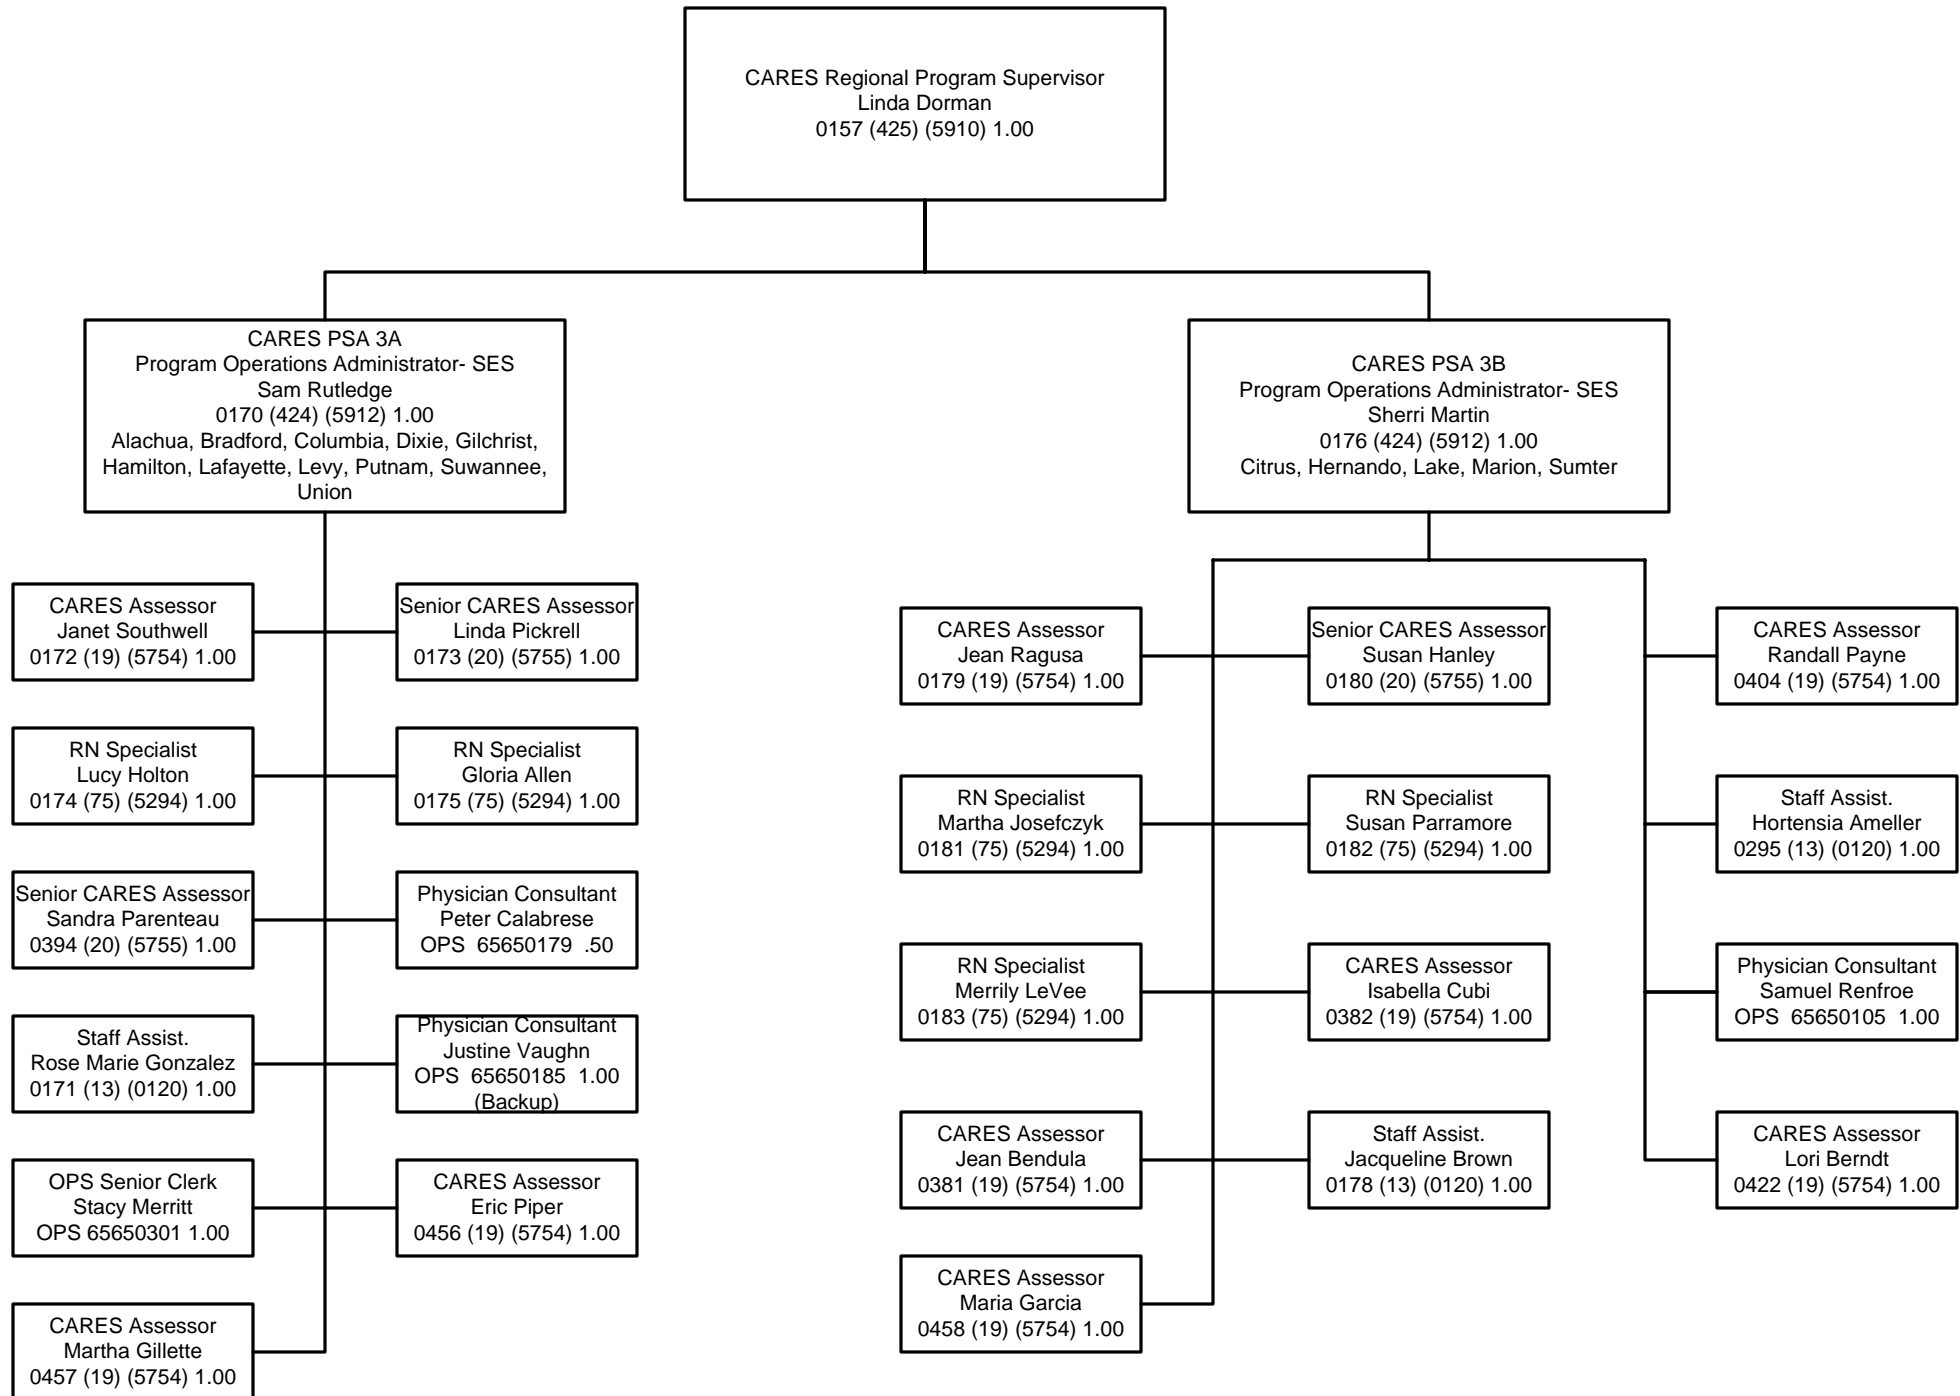 CARES Regional Program Supervisor
Linda Dorman
0157 (425) (5910) 1.00
CARES PSA 3A
Program Operations Administrator- SES
Sam Rutledge
0170 (424) (5912) 1.00
Alachua, Bradford, Columbia, Dixie, Gilchrist,
Hamilton, Lafayette, Levy, Putnam, Suwannee,
Union
CARES PSA 3B
Program Operations Administrator- SES
Sherri Martin
0176 (424) (5912) 1.00
Citrus, Hernando, Lake, Marion, Sumter
CARES Assessor
Janet Southwell
0172 (19) (5754) 1.00
Senior CARES Assessor
Linda Pickrell
0173 (20) (5755) 1.00
RN Specialist
Lucy Holton
0174 (75) (5294) 1.00
RN Specialist
Gloria Allen
0175 (75) (5294) 1.00
Senior CARES Assessor
Sandra Parenteau
0394 (20) (5755) 1.00
Physician Consultant
Peter Calabrese
OPS  65650179  .50
Staff Assist.
Rose Marie Gonzalez
0171 (13) (0120) 1.00
Physician Consultant
Justine Vaughn
OPS  65650185  1.00
(Backup)
OPS Senior Clerk
Stacy Merritt
OPS 65650301 1.00
CARES Assessor
Eric Piper
0456 (19) (5754) 1.00
CARES Assessor
Martha Gillette
0457 (19) (5754) 1.00
CARES Assessor
Jean Ragusa
0179 (19) (5754) 1.00
Senior CARES Assessor
Susan Hanley
0180 (20) (5755) 1.00
CARES Assessor
Randall Payne
0404 (19) (5754) 1.00
RN Specialist
Martha Josefczyk
0181 (75) (5294) 1.00
RN Specialist
Susan Parramore
0182 (75) (5294) 1.00
Staff Assist.
Hortensia Ameller
0295 (13) (0120) 1.00
RN Specialist
Merrily LeVee
0183 (75) (5294) 1.00
CARES Assessor
Isabella Cubi
0382 (19) (5754) 1.00
Physician Consultant
Samuel Renfroe
OPS  65650105  1.00
CARES Assessor
Jean Bendula
0381 (19) (5754) 1.00
Staff Assist.
Jacqueline Brown
0178 (13) (0120) 1.00
CARES Assessor
Lori Berndt
0422 (19) (5754) 1.00
CARES Assessor
Maria Garcia
0458 (19) (5754) 1.00